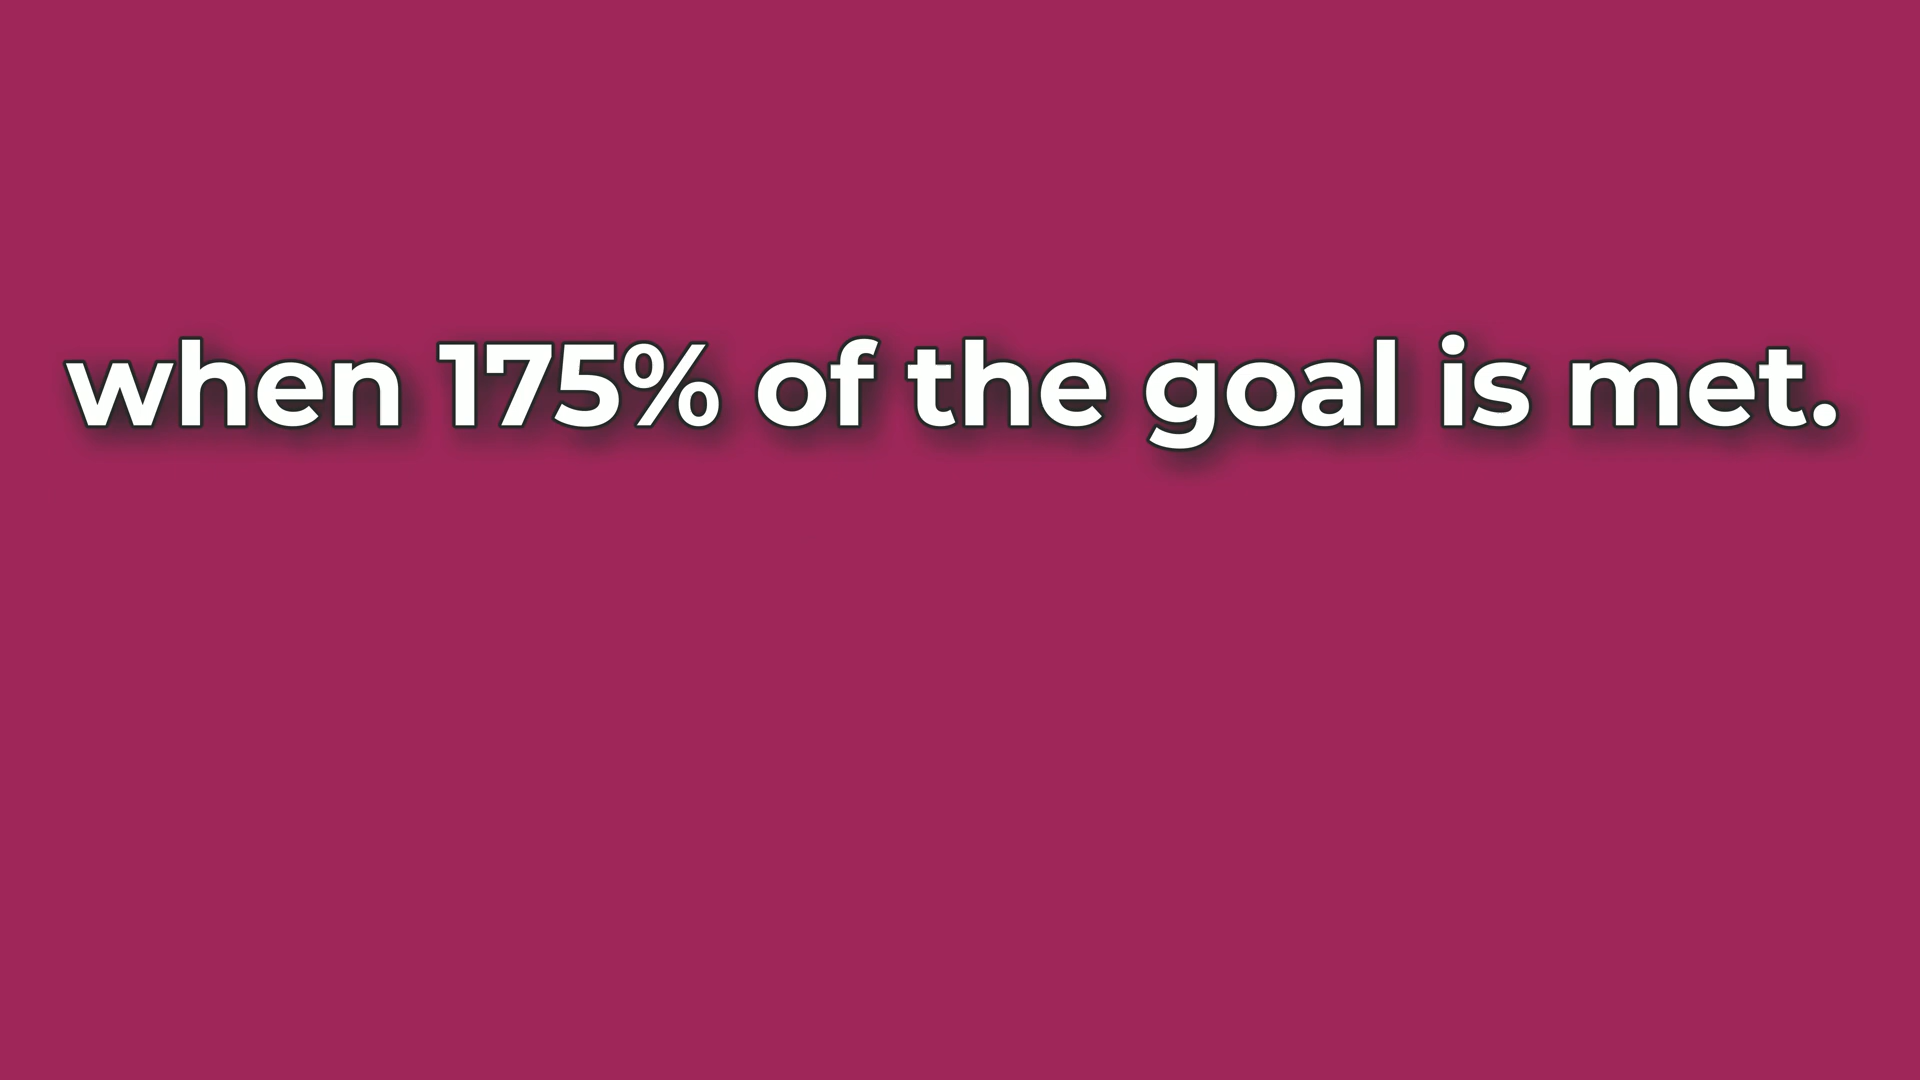 when 175% of the goal is met.